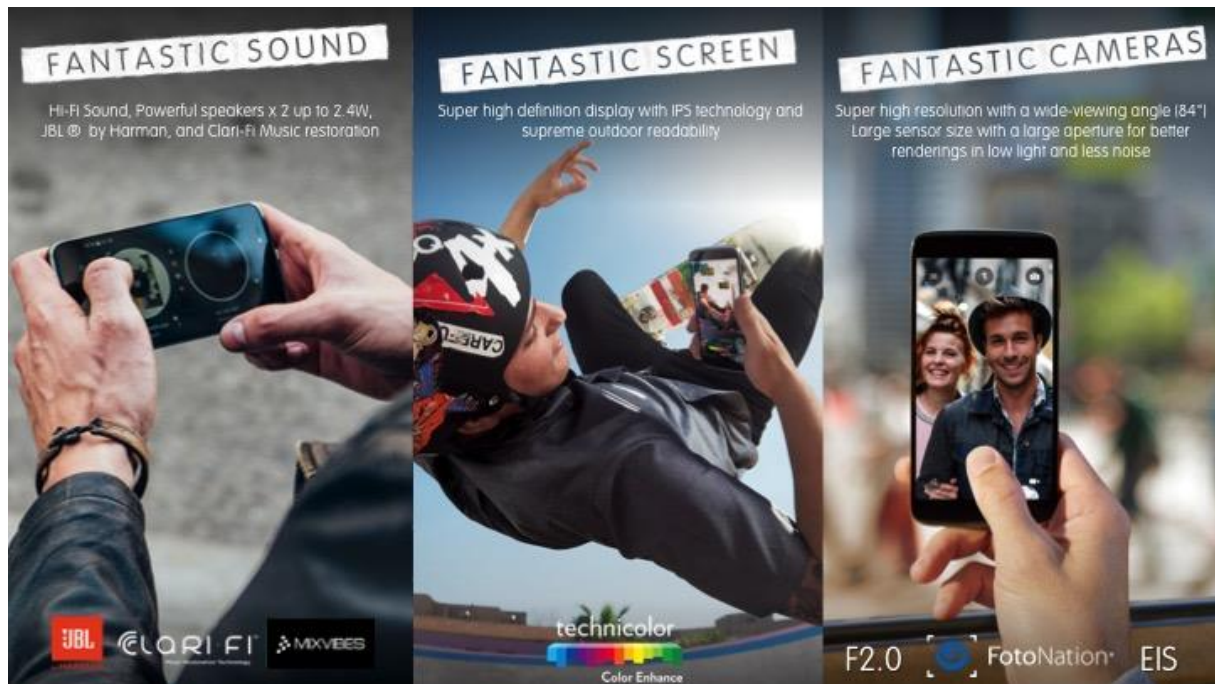 FANTASTIC SOUND
Hi-Fi Sound, Powerful speakers x 2 up to 2.4W,
JBL ® by Harman, and Clari-Fi Music restoration
JBL
CLARI-FI™
MIXVIBES
FANTASTIC SCREEN
Super high definition display with IPS technology and
supreme outdoor readability
CAREFU
technicolor
Color Enhance
FANTASTIC CAMERAS
Super high resolution with a wide-viewing angle (84°)
Large sensor size with a large aperture for better
renderings in low light and less noise
F2.0
FotoNation
EIS